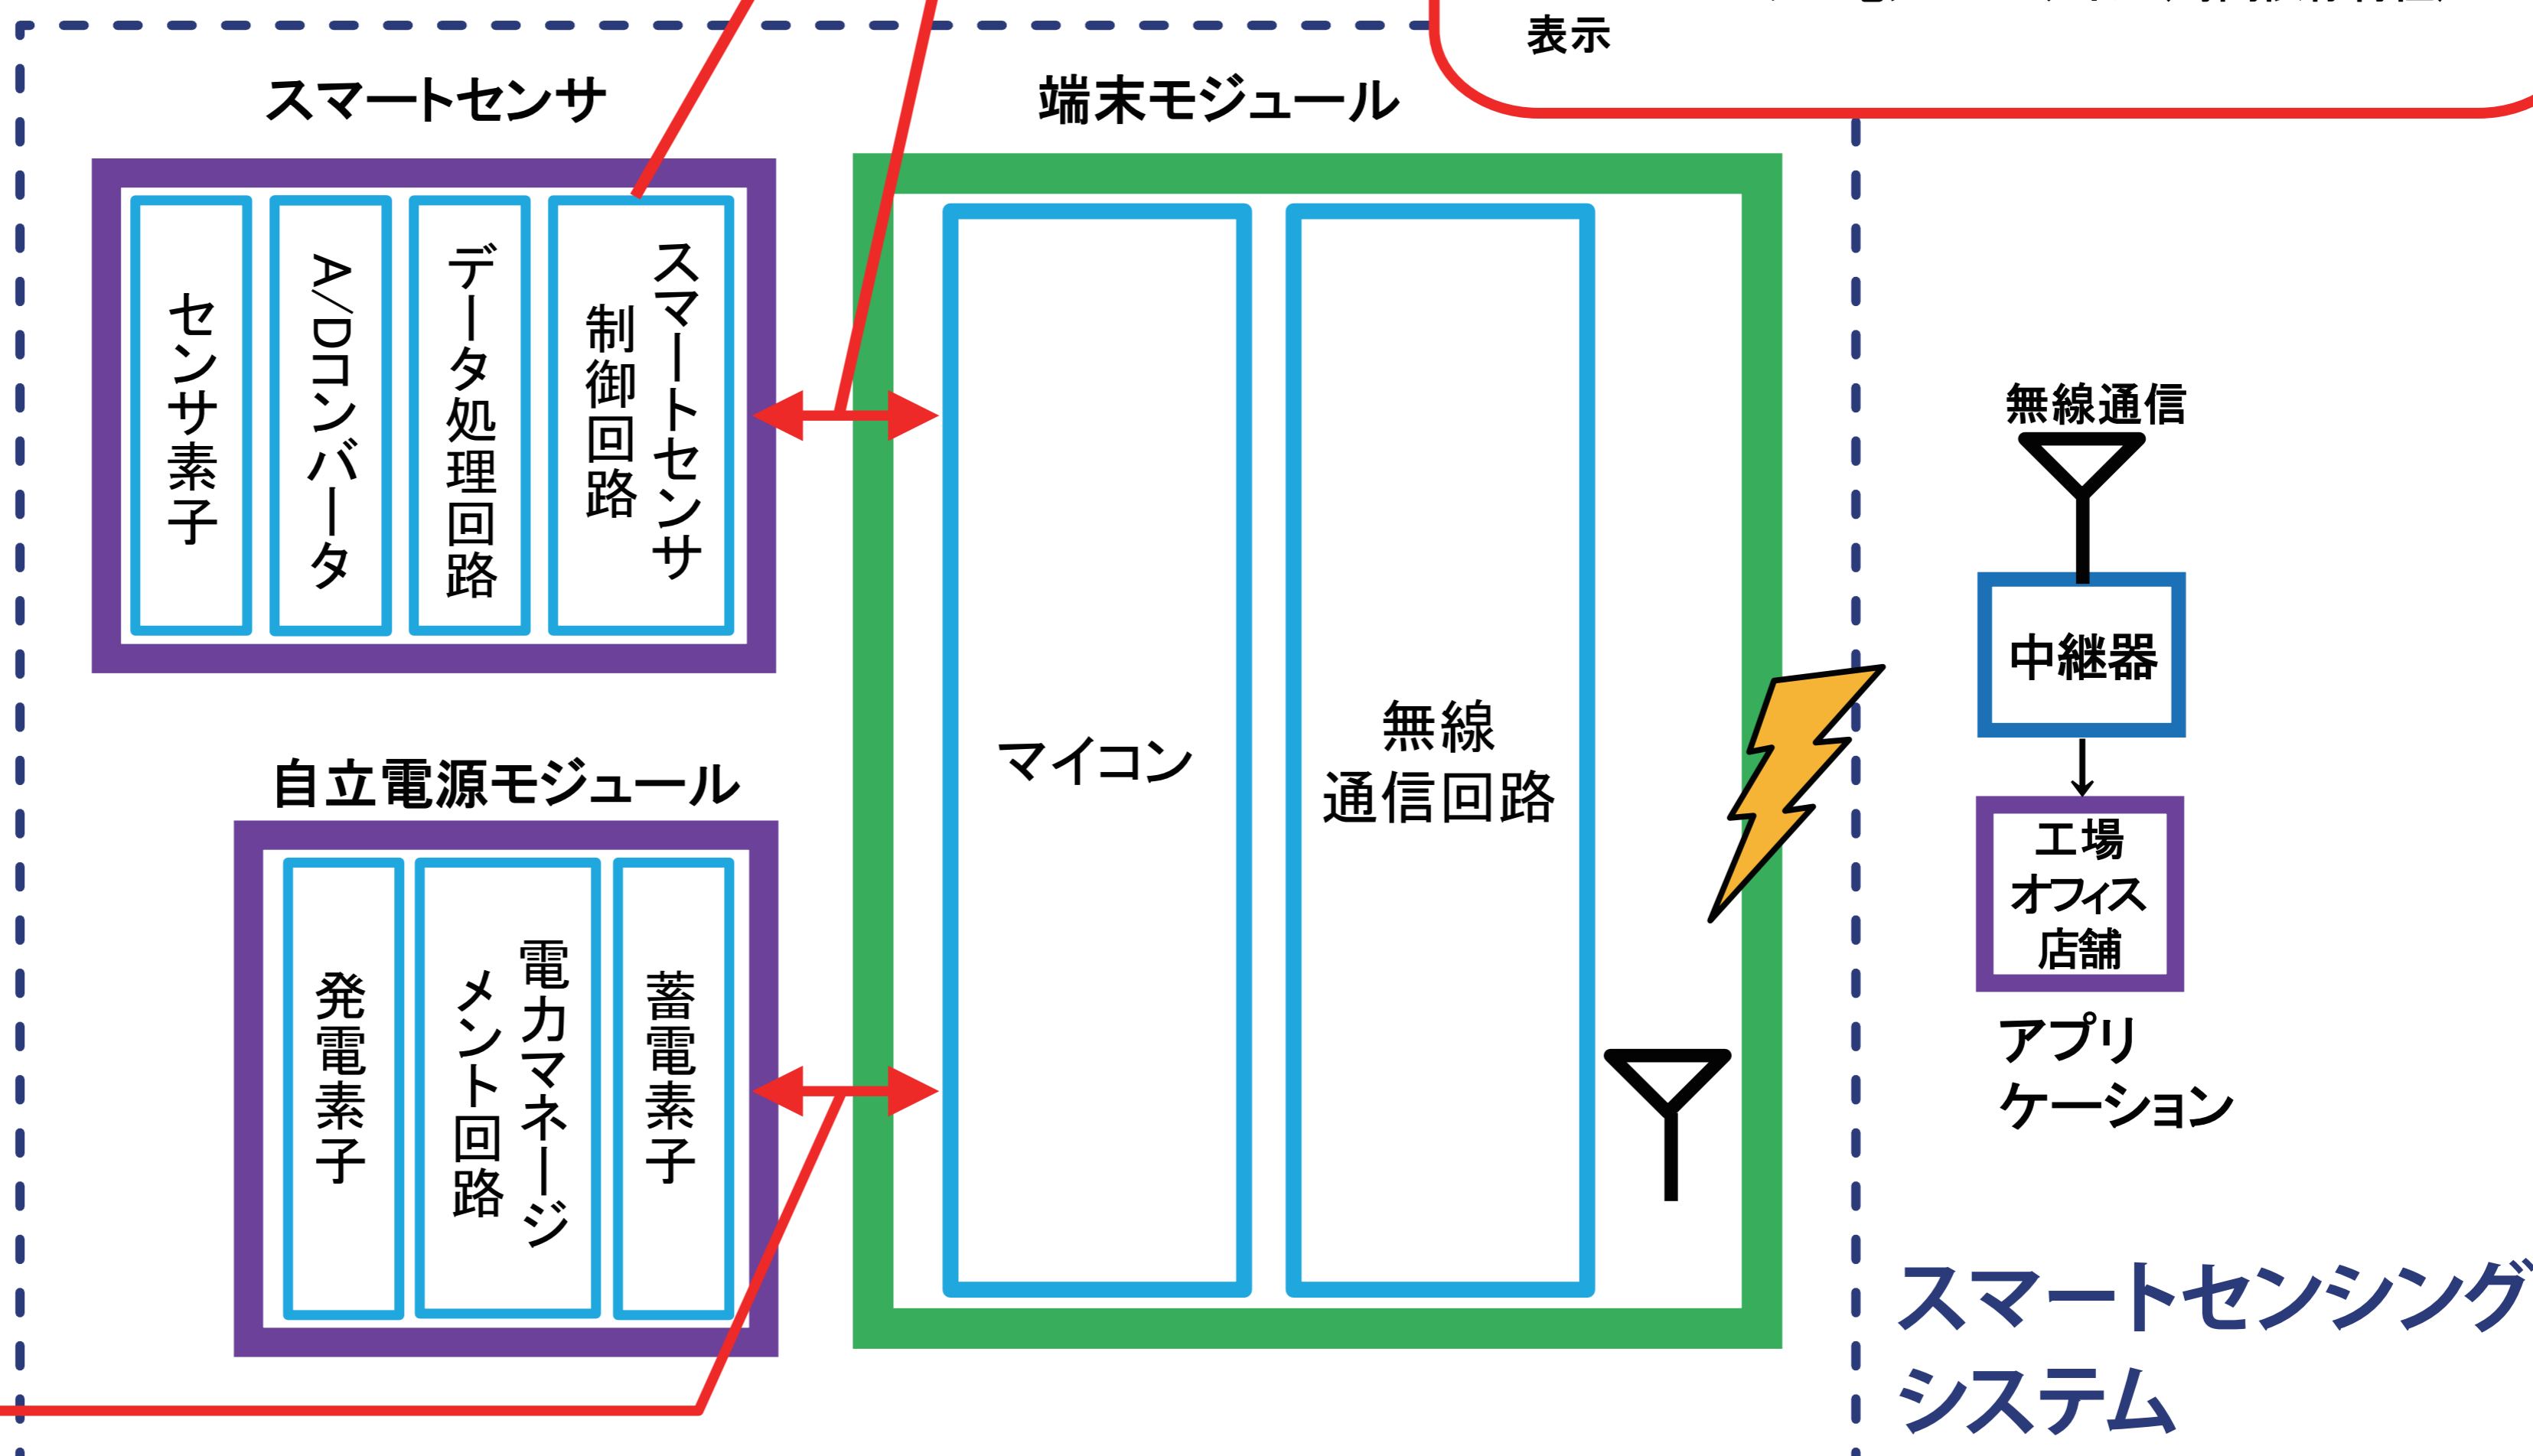 表示
スマートセンサ
端末モジュール
センサ素子
A/Dコンバータ
データ処理回路
スマートセンサ
制御回路
マイコン
無線
通信回路
無線通信
中継器
工場
オフィス
店舗
アプリ
ケーション
自立電源モジュール
発電素子
電力マネージ
メント回路
蓄電素子
スマートセンシング
システム